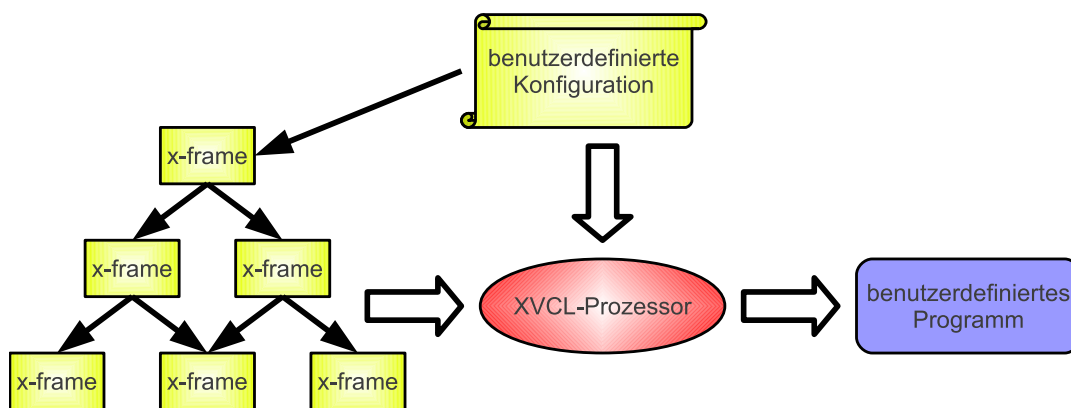 benutzerdefinierte
Konfiguration
x-frame
x-frame
x-frame
XVCL-Prozessor
benutzerdefiniertes
Programm
x-frame
x-frame
x-frame